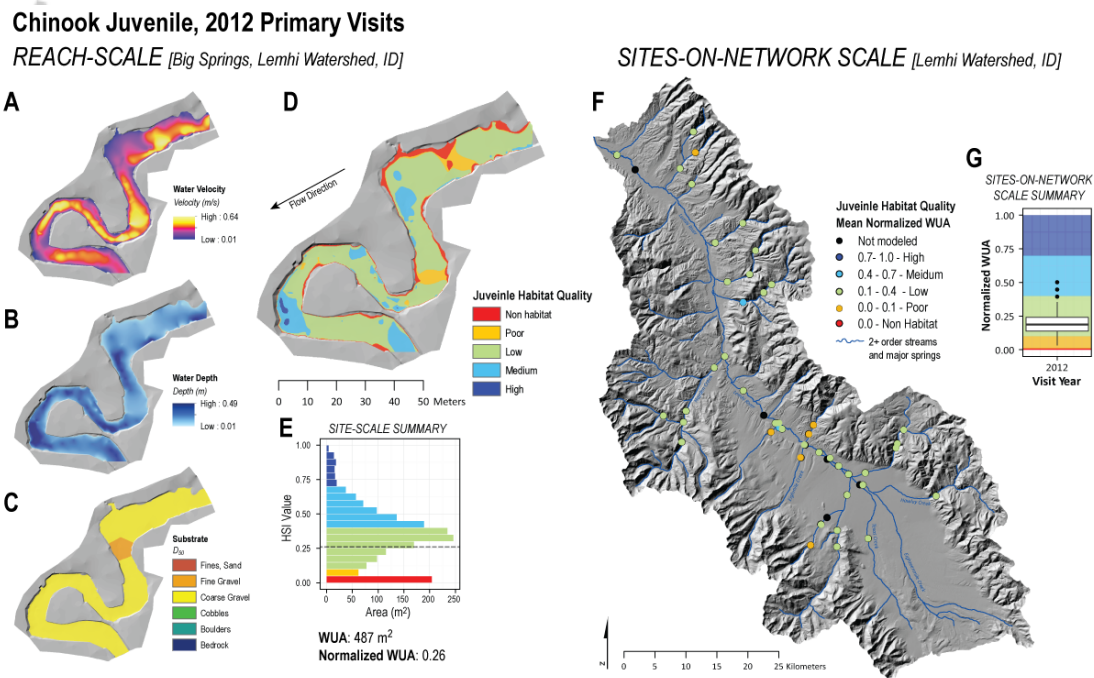 Chinook Juvenile, 2012 Primary Visits
REACH-SCALE [Big Springs, Lemhi Watershed, ID]
SITES-ON-NETWORK SCALE [Lemhi Watershed, ID]
A
Water Velocity
Velocity (m/s)
High : 0.64
Low : 0.01
B
Water Depth
Depth (m)
High : 0.49
Low : 0.01
C
Substrate
D50
Fines, Sand
Fine Gravel
Coarse Gravel
Cobbles
Boulders
Bedrock
D
Flow Direction
Juveinle Habitat Quality
Non habitat
Poor
Low
Medium
High
0 10 20 30 40 50 Meters
E
SITE-SCALE SUMMARY
HSI Value
1.00
0.75
0.50
0.25
0.00
0 50 100 150 200 250
Area (m2)
WUA: 487 m2
Normalized WUA: 0.26
F
Juveinle Habitat Quality
Mean Normalized WUA
Not modeled
0.7- 1.0 - High
0.4 - 0.7 - Meidum
0.1 - 0.4 - Low
0.0 - 0.1 - Poor
0.0 - Non Habitat
2+ order streams
and major springs
N
0 5 10 15 20 25 Kilometers
G
SITES-ON-NETWORK
SCALE SUMMARY
Normalized WUA
1.00
0.75
0.50
0.25
0.00
2012
Visit Year